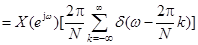 = X(e^{jω})[\frac{2π}{N} \sum_{k=-∞}^{∞} δ(ω - \frac{2π}{N} k)]